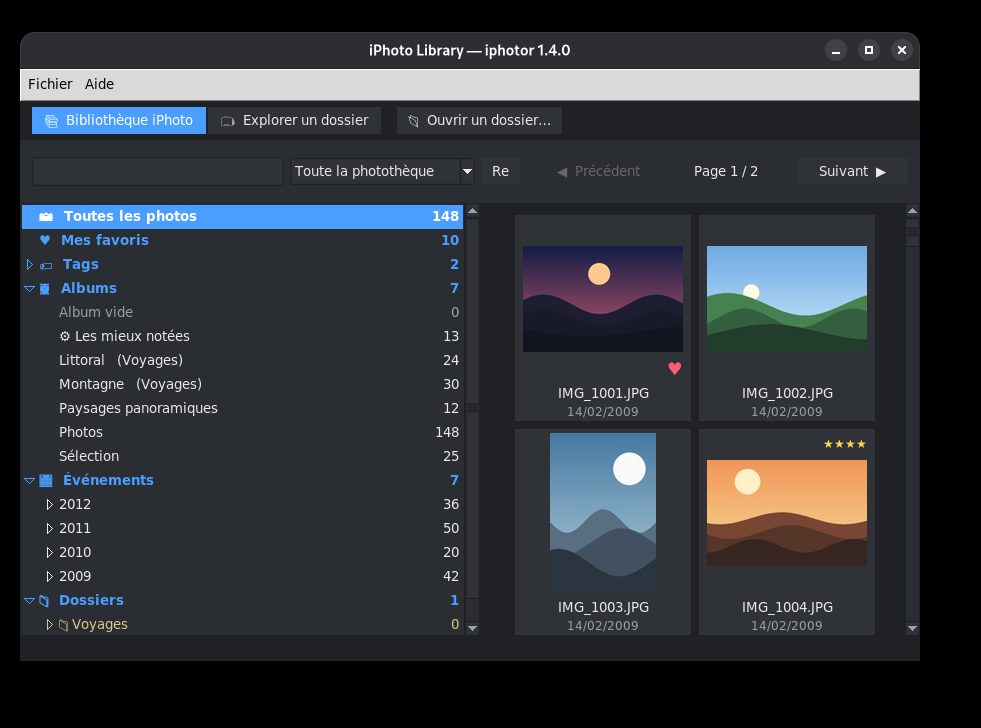 iPhoto Library — iphotor 1.4.0
Fichier Aide
Bibliothèque iPhoto Explorer un dossier Ouvrir un dossier...
Toute la photothèque Re ◀ Précédent Page 1 / 2 Suivant ▶
Toutes les photos 148
Mes favoris 10
Tags 2
Albums 7
Album vide 0
⚙ Les mieux notées 13
Littoral (Voyages) 24
Montagne (Voyages) 30
Paysages panoramiques 12
Photos 148
Sélection 25
Événements 7
2012 36
2011 50
2010 20
2009 42
Dossiers 1
Voyages 0
IMG_1001.JPG
14/02/2009
IMG_1002.JPG
14/02/2009
IMG_1003.JPG
14/02/2009
★★★★
IMG_1004.JPG
14/02/2009